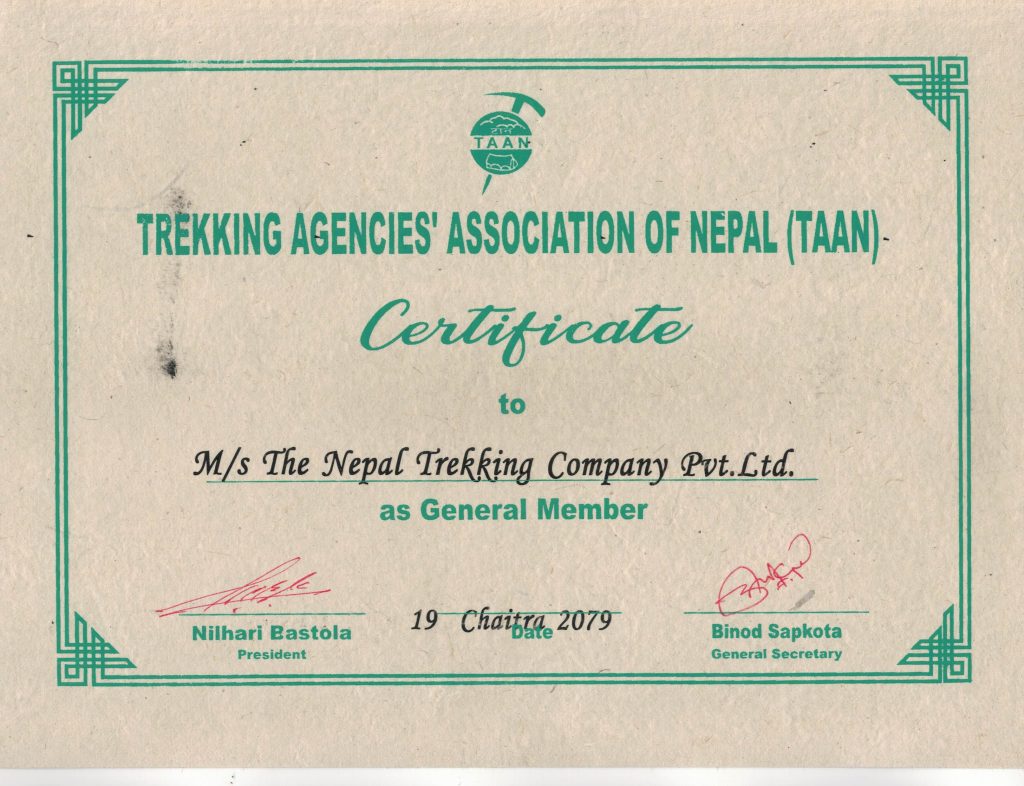 टान
TAAN
TREKKING AGENCIES' ASSOCIATION OF NEPAL (TAAN)
Certificate
to
M/s The Nepal Trekking Company Pvt.Ltd.
as General Member
19 Chaitra 2079
Nilhari Bastola
Date
Binod Sapkota
President
General Secretary